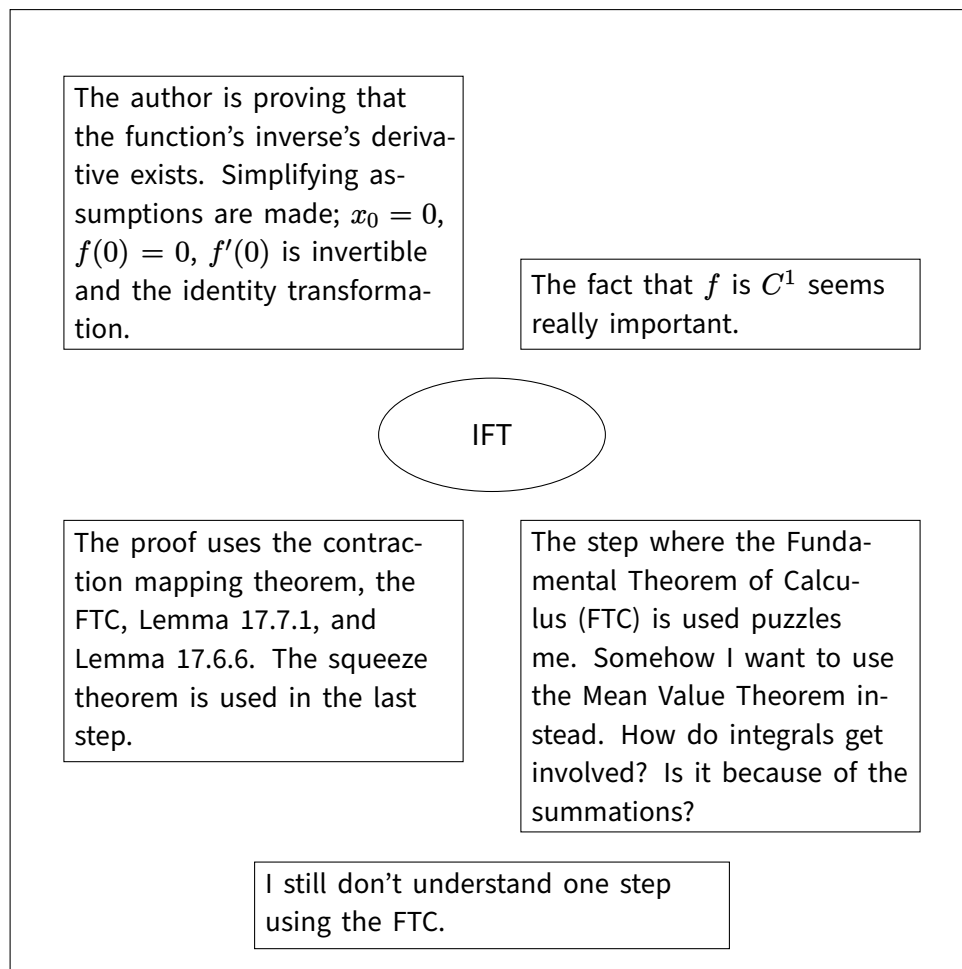 The author is proving that
the function's inverse's deriva-
tive exists. Simplifying as-
sumptions are made; x₀ = 0,
f(0) = 0, f′(0) is invertible
and the identity transforma-
tion.
The fact that f is C¹ seems
really important.
IFT
The proof uses the contrac-
tion mapping theorem, the
FTC, Lemma 17.7.1, and
Lemma 17.6.6. The squeeze
theorem is used in the last
step.
The step where the Funda-
mental Theorem of Calcu-
lus (FTC) is used puzzles
me. Somehow I want to use
the Mean Value Theorem in-
stead. How do integrals get
involved? Is it because of the
summations?
I still don't understand one step
using the FTC.